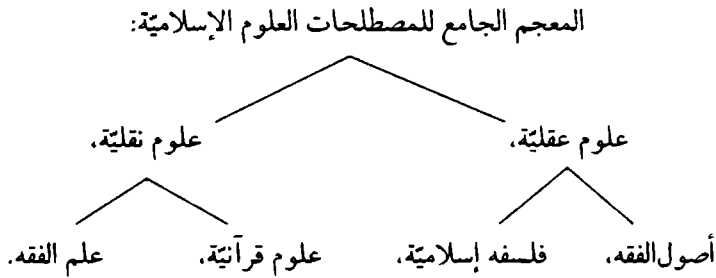 المعجم الجامع للمصطلحات العلوم الإسلاميّة:
علوم عقليّة، علوم نقليّة،
أصول‌الفقه، فلسفه إسلاميّة، علوم قرآنيّة، علم الفقه.